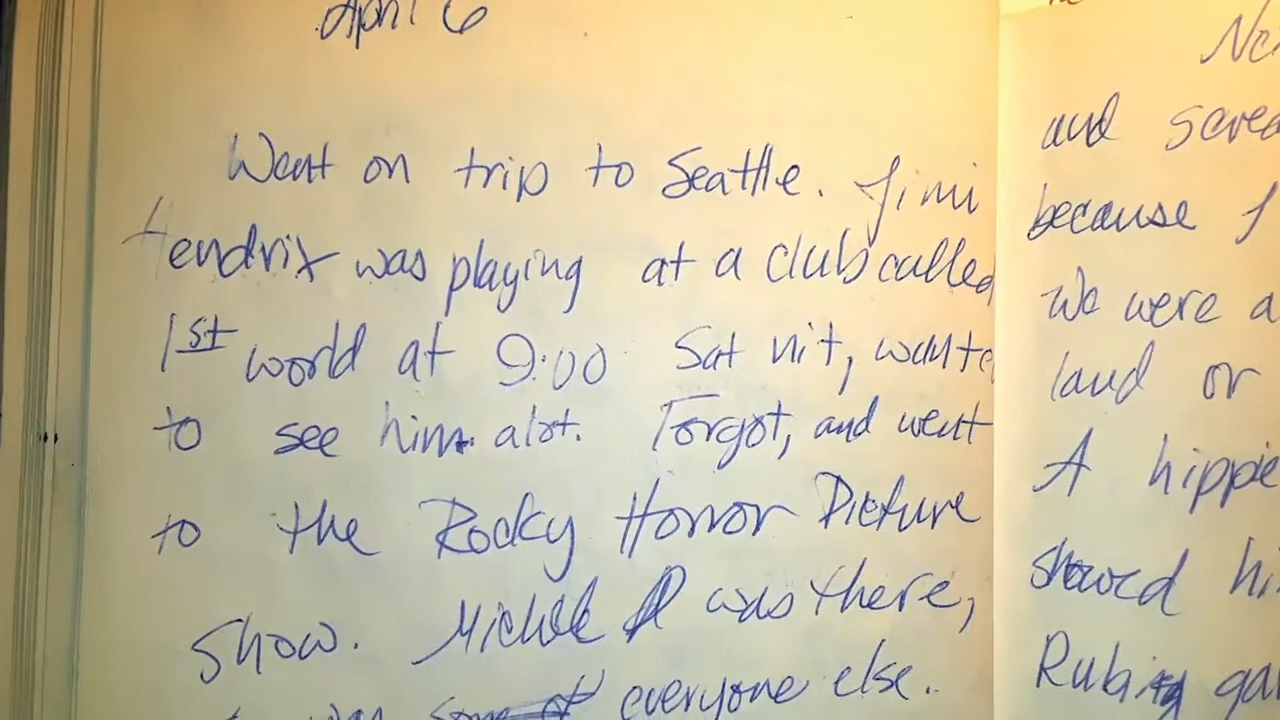 April 6
Went on trip to Seattle. Jimi
Hendrix was playing at a club called
1st world at 9:00 Sat nit, wante
to see him alot. Forgot, and went
to the Rocky Horror Picture
Show. Michele was there,
was everyone else.
and
because I
We were a
land or
A hippie
showed hi